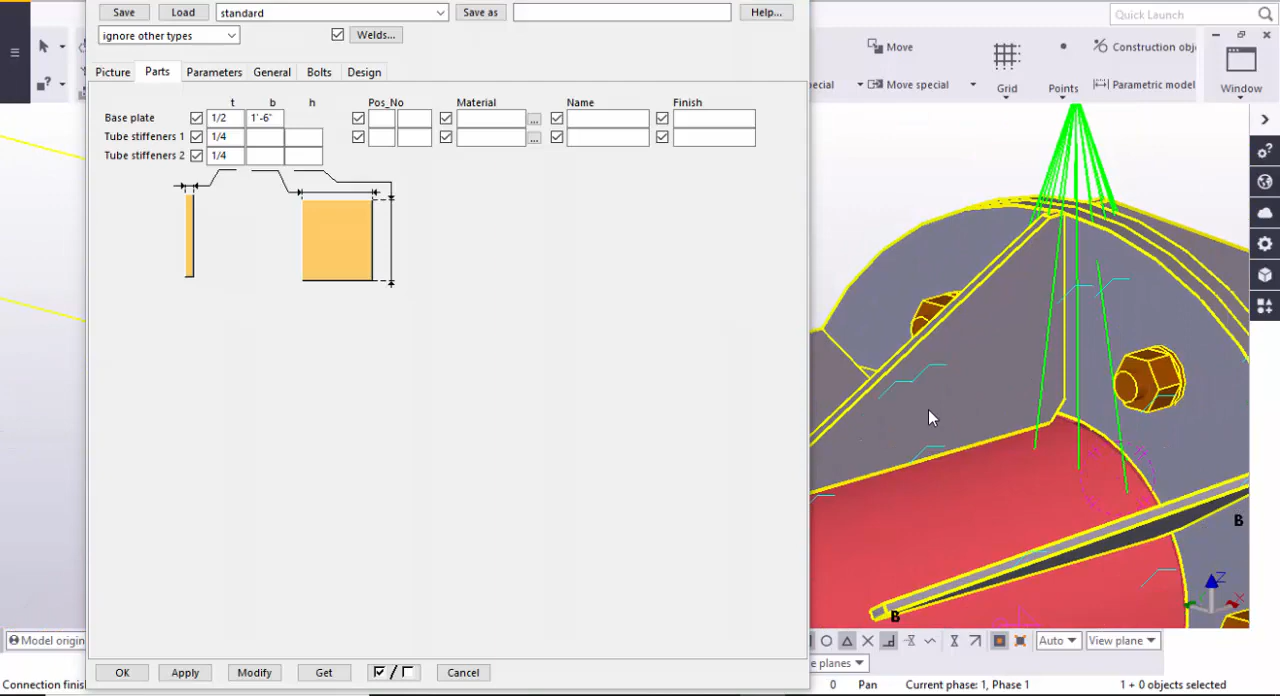 Save Load standard Save as Help... Quick Launch
ignore other types Welds... Move Construction obje
Picture Parts Parameters General Bolts Design
ecial Move special Grid Points Parametric model Window
t b h Pos_No Material Name Finish
Base plate 1/2 1'-6" ...
Tube stiffeners 1 1/4 ...
Tube stiffeners 2 1/4
B
B
Z
Model origin Auto View plane
e planes
OK Apply Modify Get / Cancel
Connection finis 0 Pan Current phase: 1, Phase 1 1 + 0 objects selected